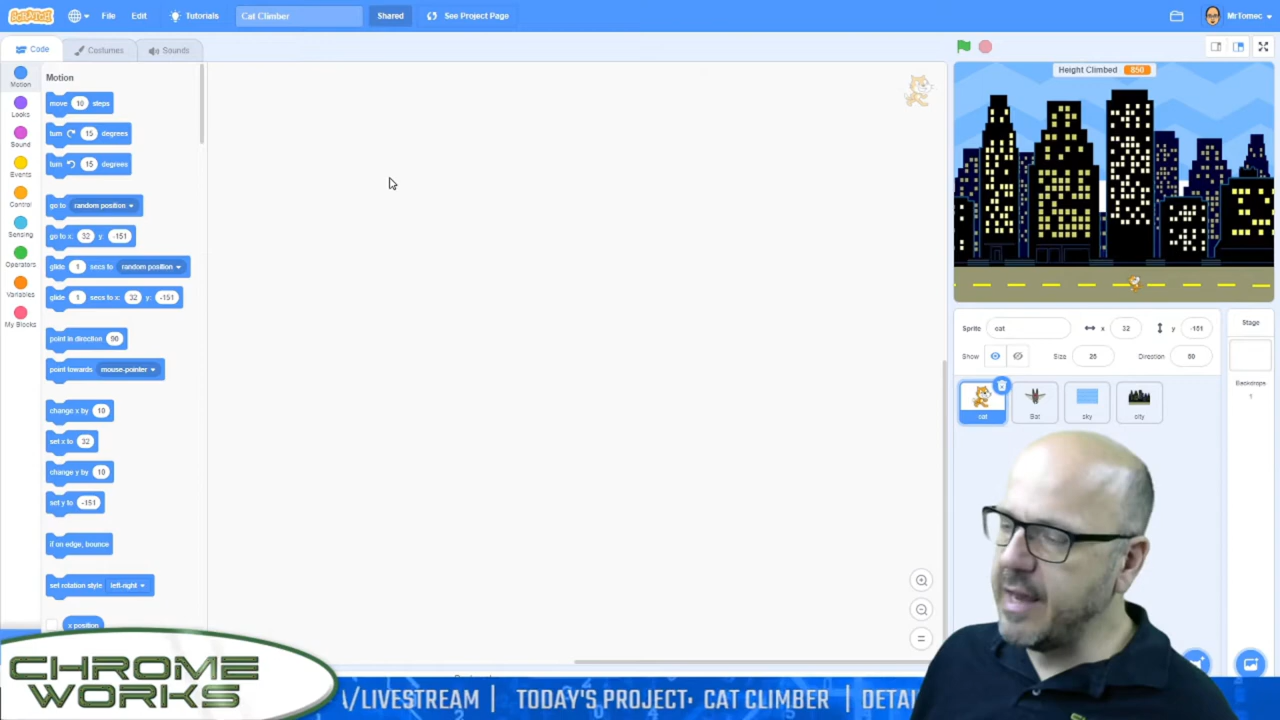 SCRATCH
File
Edit
Tutorials
Cat Climber
Shared
See Project Page
MrTomec
Code
Costumes
Sounds
Motion
Looks
Sound
Events
Control
Sensing
Operators
Variables
My Blocks
Motion
move 10 steps
turn 15 degrees
turn 15 degrees
go to random position
go to x: 32 y: -151
glide 1 secs to random position
glide 1 secs to x: 32 y: -151
point in direction 90
point towards mouse-pointer
change x by 10
set x to 32
change y by 10
set y to -151
if on edge, bounce
set rotation style left-right
x position
Height Climbed 850
Sprite cat x 32 y -151
Show Size 28 Direction 80
cat
Bat
sky
city
Stage
Backdrops
1
CHROME
WORKS
/LIVESTREAM | TODAY'S PROJECT: CAT CLIMBER | DETAI